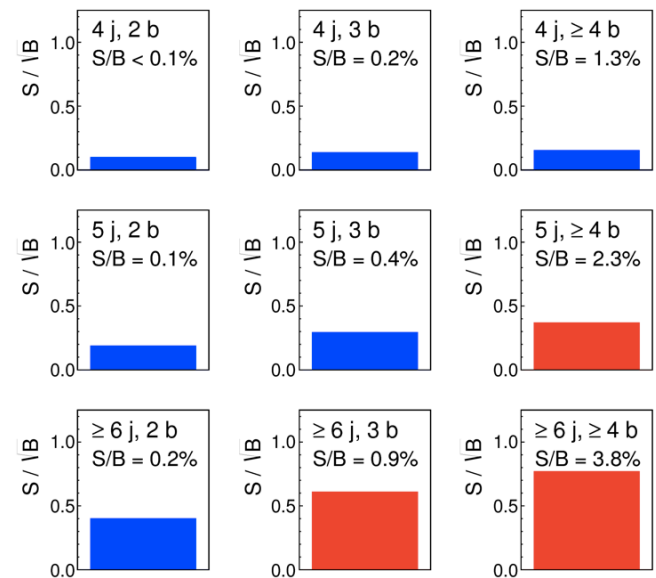 4 j, 2 b
S/B < 0.1%
S / √B
1.0
0.5
0.0
4 j, 3 b
S/B = 0.2%
S / √B
1.0
0.5
0.0
4 j, ≥ 4 b
S/B = 1.3%
S / √B
1.0
0.5
0.0
5 j, 2 b
S/B = 0.1%
S / √B
1.0
0.5
0.0
5 j, 3 b
S/B = 0.4%
S / √B
1.0
0.5
0.0
5 j, ≥ 4 b
S/B = 2.3%
S / √B
1.0
0.5
0.0
≥ 6 j, 2 b
S/B = 0.2%
S / √B
1.0
0.5
0.0
≥ 6 j, 3 b
S/B = 0.9%
S / √B
1.0
0.5
0.0
≥ 6 j, ≥ 4 b
S/B = 3.8%
S / √B
1.0
0.5
0.0